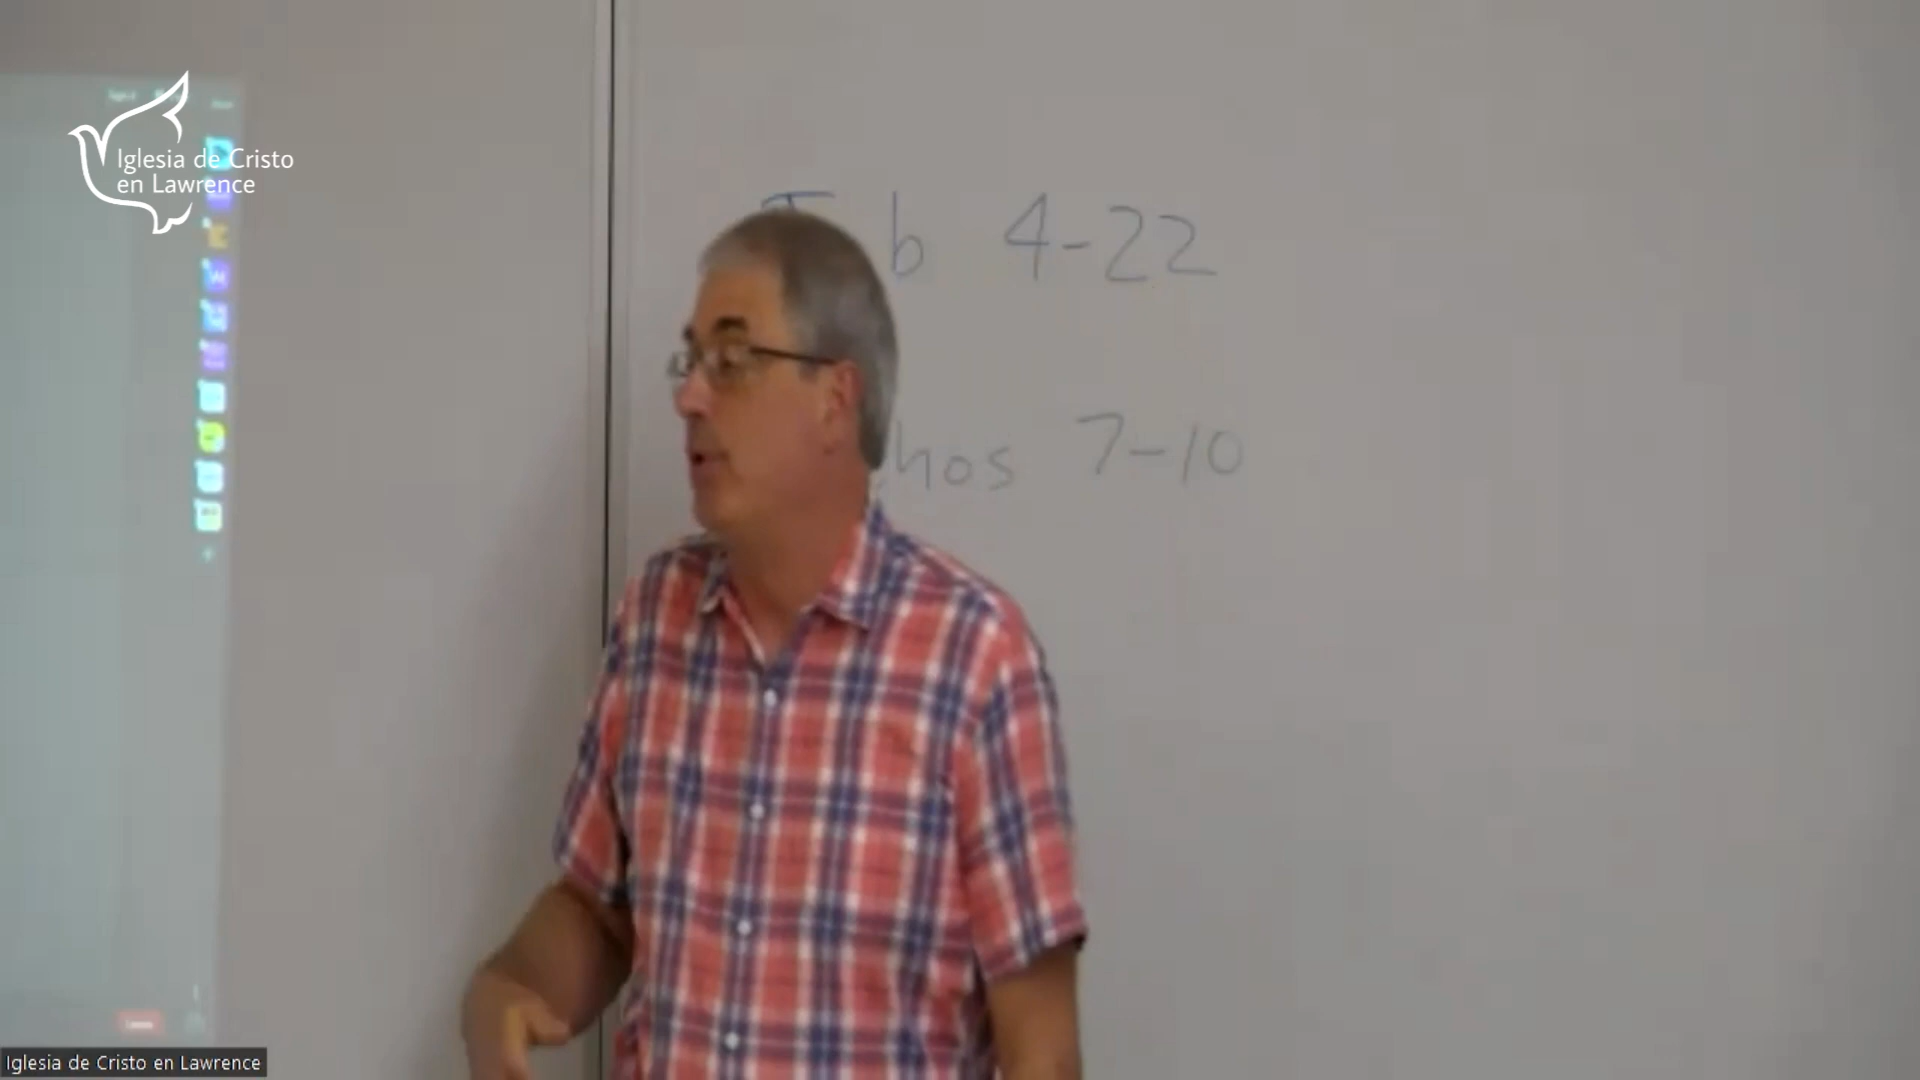 Iglesia de Cristo
en Lawrence
b 4-22
hos 7-10
Iglesia de Cristo en Lawrence